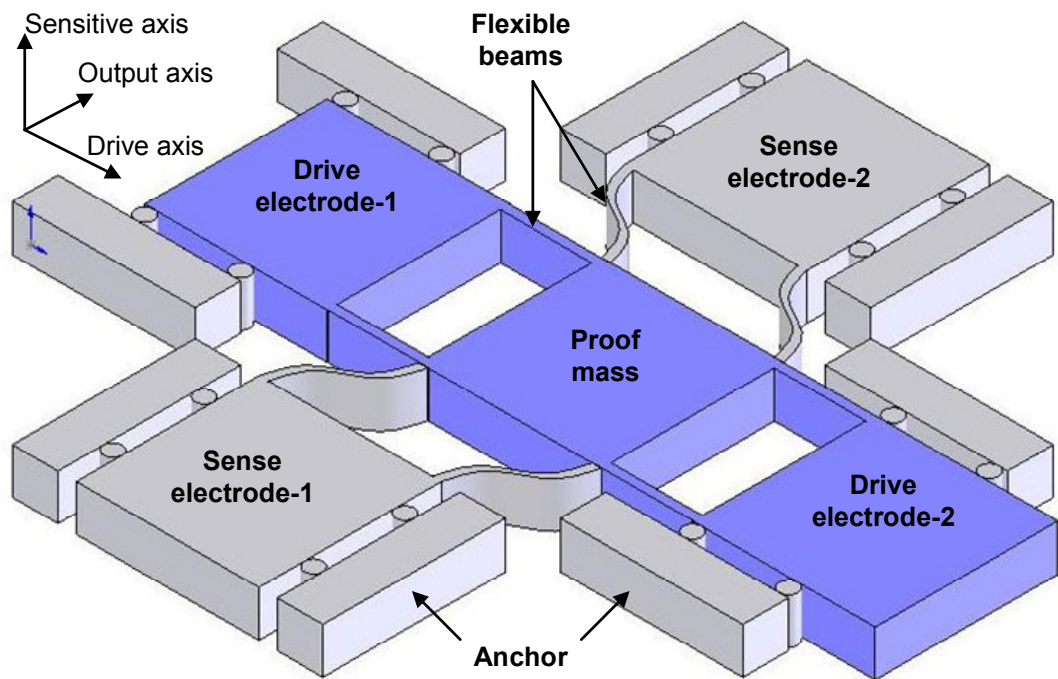 Sensitive axis
Output axis
Drive axis
Flexible
beams
Drive
electrode-1
Sense
electrode-2
Proof
mass
Sense
electrode-1
Drive
electrode-2
Anchor